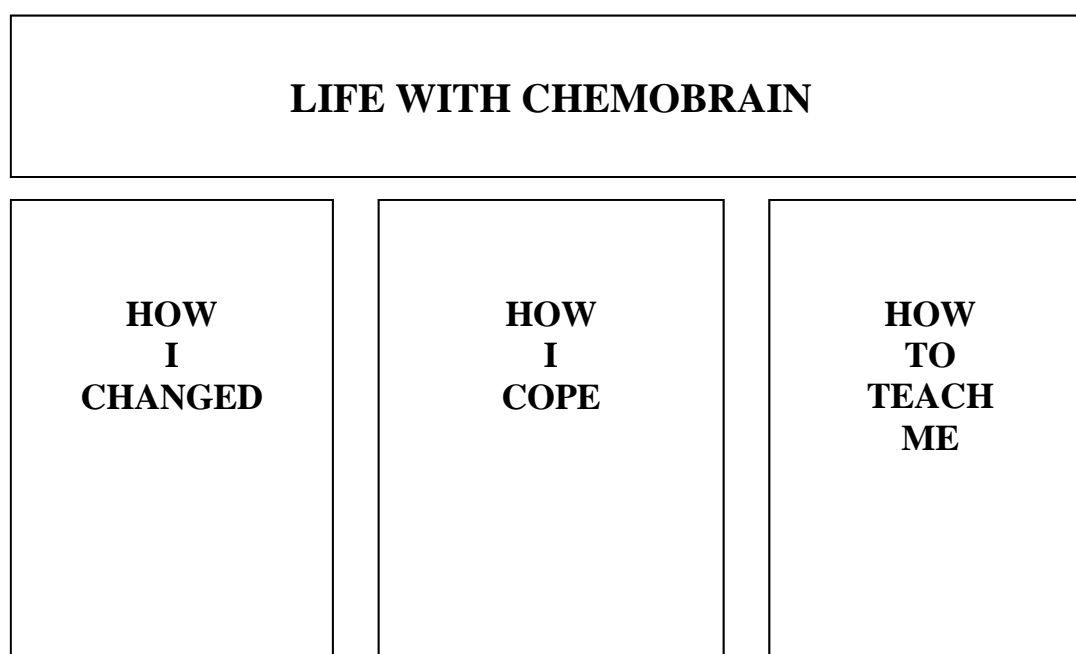 LIFE WITH CHEMOBRAIN
HOW
I
CHANGED
HOW
I
COPE
HOW
TO
TEACH
ME